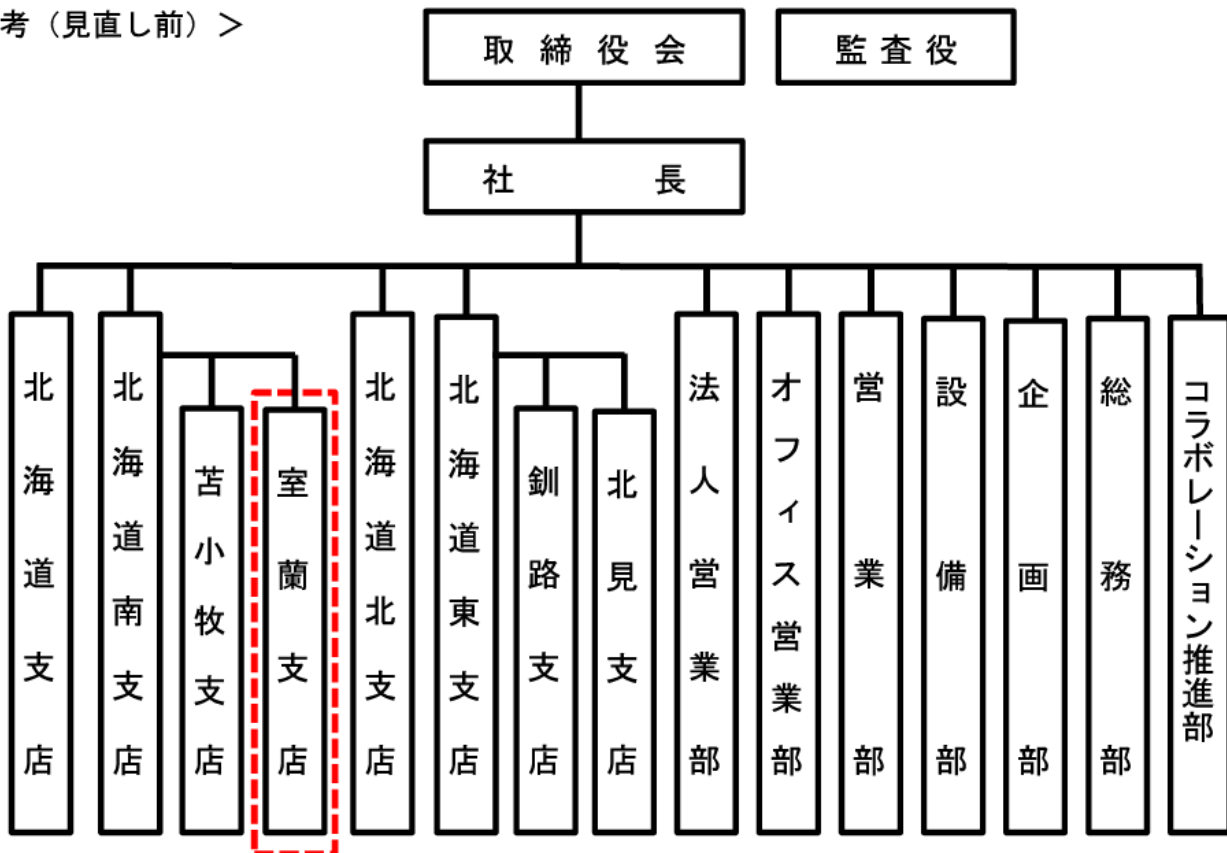 考（見直し前）＞
取締役会
監査役
社長
北海道支店
北海道南支店
苫小牧支店
室蘭支店
北海道北支店
北海道東支店
釧路支店
北見支店
法人営業部
オフィス営業部
営業部
設備部
企画部
総務部
コラボレーション推進部